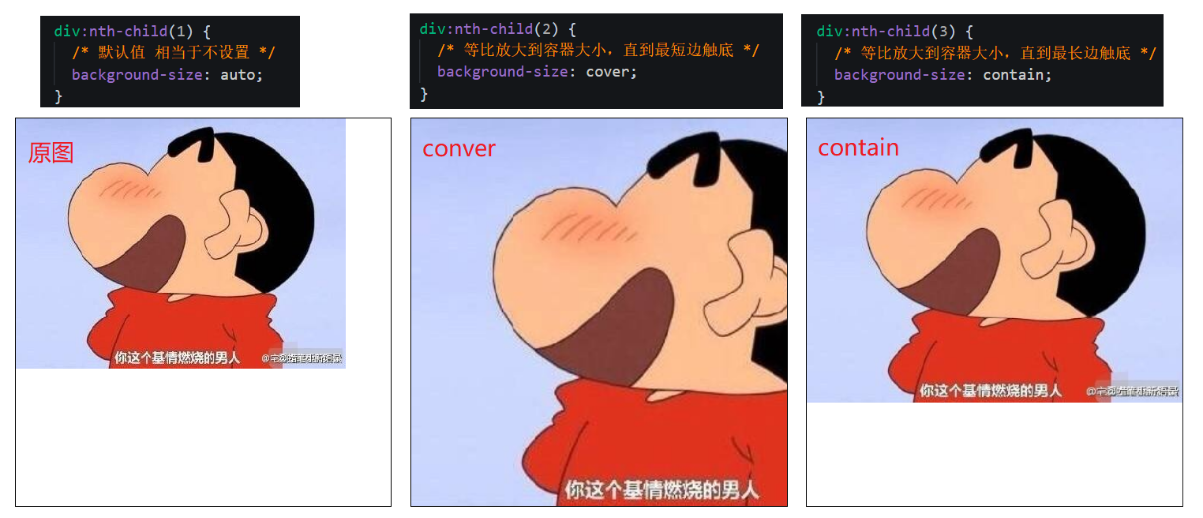 div:nth-child(1) {
/* 默认值 相当于不设置 */
background-size: auto;
}
div:nth-child(2) {
/* 等比放大到容器大小，直到最短边触底 */
background-size: cover;
}
div:nth-child(3) {
/* 等比放大到容器大小，直到最长边触底 */
background-size: contain;
}
原图
你这个基情燃烧的男人
conver
你这个基情燃烧的男人
contain
你这个基情燃烧的男人